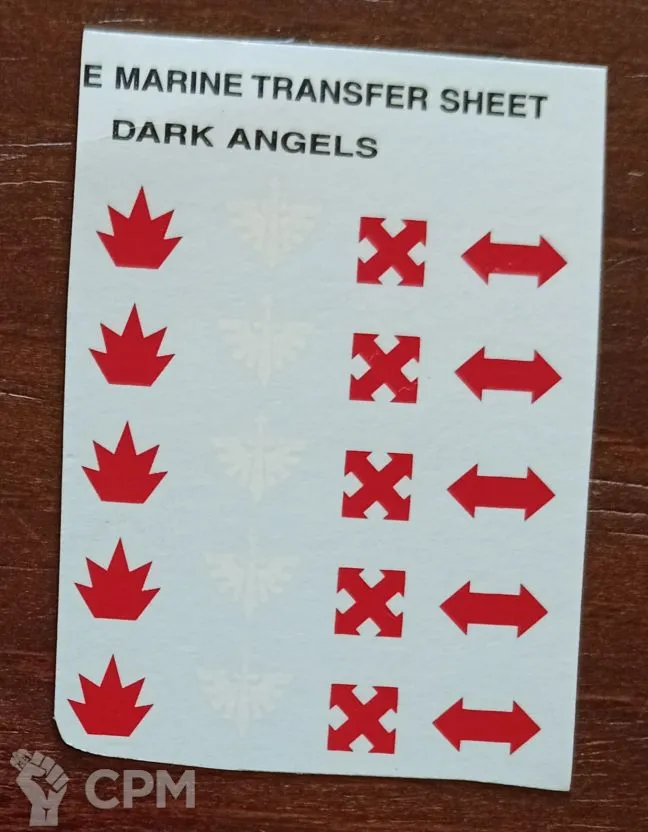 E MARINE TRANSFER SHEET
DARK ANGELS
CPM